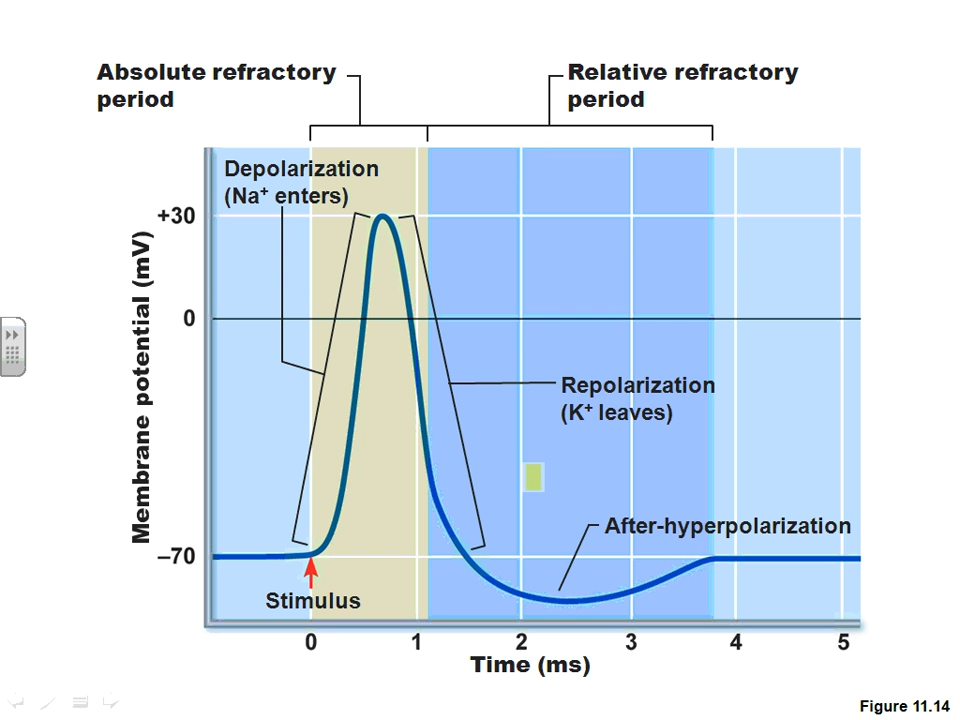 Absolute refractory
period
Relative refractory
period
Depolarization
(Na⁺ enters)
+30
0
–70
Membrane potential (mV)
Repolarization
(K⁺ leaves)
After-hyperpolarization
Stimulus
0 1 2 3 4 5
Time (ms)
Figure 11.14